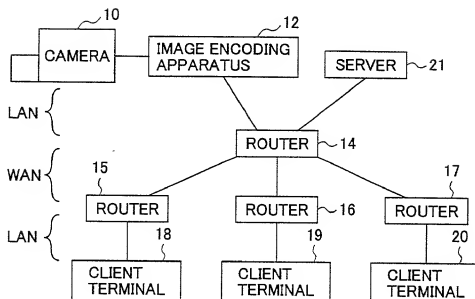 10
12
CAMERA
IMAGE ENCODING
APPARATUS
SERVER
21
LAN
ROUTER
14
WAN
15
17
ROUTER
ROUTER
16
ROUTER
LAN
18
19
20
CLIENT
TERMINAL
CLIENT
TERMINAL
CLIENT
TERMINAL